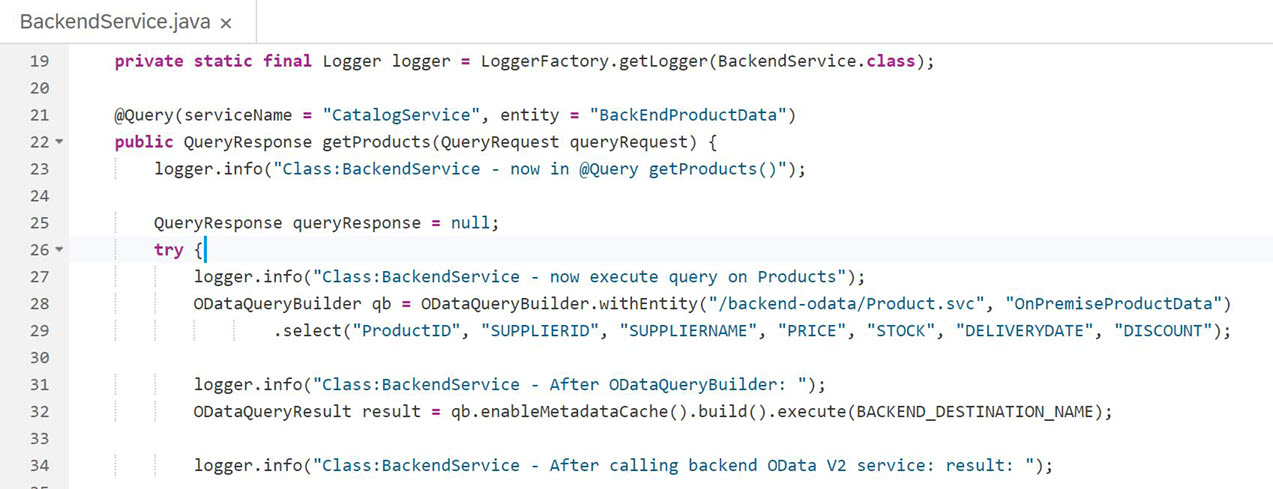 BackendService.java ×
19 private static final Logger logger = LoggerFactory.getLogger(BackendService.class);
20
21 @Query(serviceName = "CatalogService", entity = "BackEndProductData")
22 public QueryResponse getProducts(QueryRequest queryRequest) {
23 logger.info("Class:BackendService - now in @Query getProducts()");
24
25 QueryResponse queryResponse = null;
26 try {
27 logger.info("Class:BackendService - now execute query on Products");
28 ODataQueryBuilder qb = ODataQueryBuilder.withEntity("/backend-odata/Product.svc", "OnPremiseProductData")
29 .select("ProductID", "SUPPLIERID", "SUPPLIERNAME", "PRICE", "STOCK", "DELIVERYDATE", "DISCOUNT");
30
31 logger.info("Class:BackendService - After ODataQueryBuilder: ");
32 ODataQueryResult result = qb.enableMetadataCache().build().execute(BACKEND_DESTINATION_NAME);
33
34 logger.info("Class:BackendService - After calling backend OData V2 service: result: ");